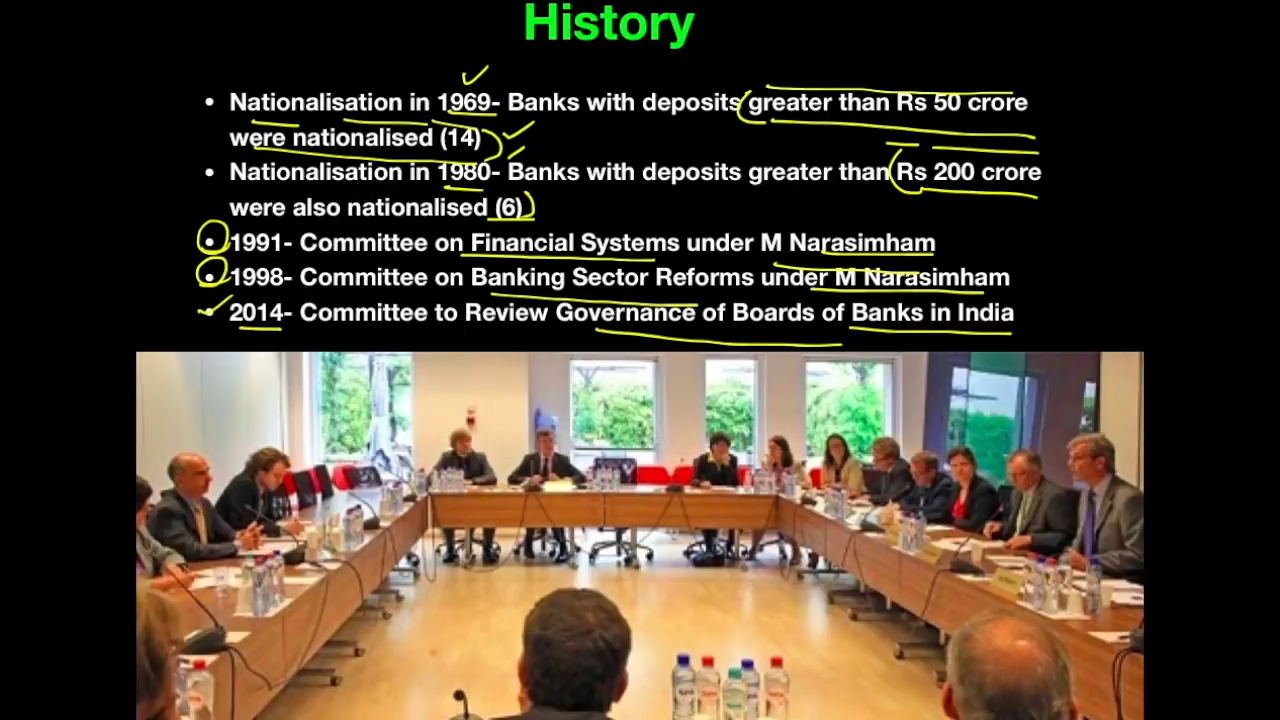 History
• Nationalisation in 1969- Banks with deposits greater than Rs 50 crore
were nationalised (14)
• Nationalisation in 1980- Banks with deposits greater than Rs 200 crore
were also nationalised (6)
• 1991- Committee on Financial Systems under M Narasimham
• 1998- Committee on Banking Sector Reforms under M Narasimham
• 2014- Committee to Review Governance of Boards of Banks in India